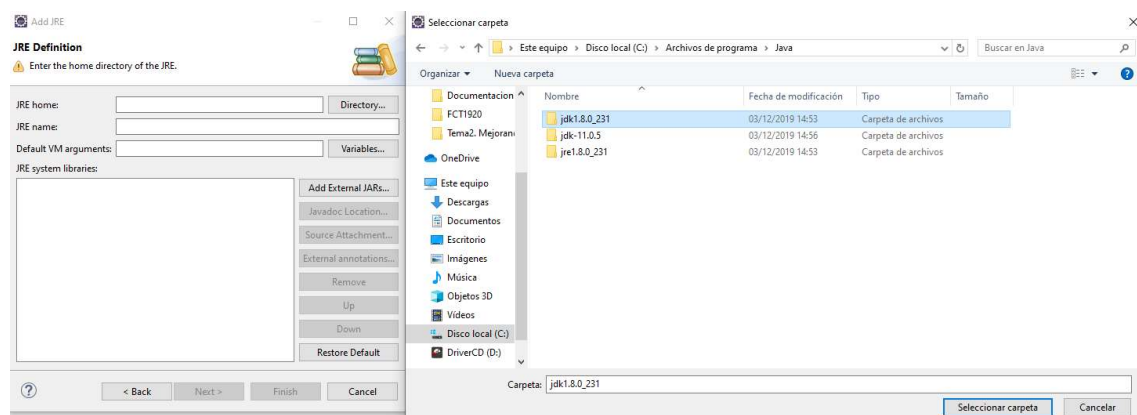 Add JRE
JRE Definition
Enter the home directory of the JRE.
JRE home:
Directory...
JRE name:
Default VM arguments:
Variables...
JRE system libraries:
Add External JARs...
Javadoc Location...
Source Attachment...
External annotations...
Remove
Up
Down
Restore Default
< Back
Next >
Finish
Cancel
Seleccionar carpeta
Este equipo > Disco local (C:) > Archivos de programa > Java
Buscar en Java
Organizar
Nueva carpeta
Documentacion
FCT1920
Tema2. Mejoran
OneDrive
Este equipo
Descargas
Documentos
Escritorio
Imágenes
Música
Objetos 3D
Vídeos
Disco local (C:)
DriverCD (D:)
Nombre Fecha de modificación Tipo Tamaño
jdk1.8.0_231 03/12/2019 14:53 Carpeta de archivos
jdk-11.0.5 03/12/2019 14:56 Carpeta de archivos
jre1.8.0_231 03/12/2019 14:53 Carpeta de archivos
Carpeta: jdk1.8.0_231
Seleccionar carpeta
Cancelar